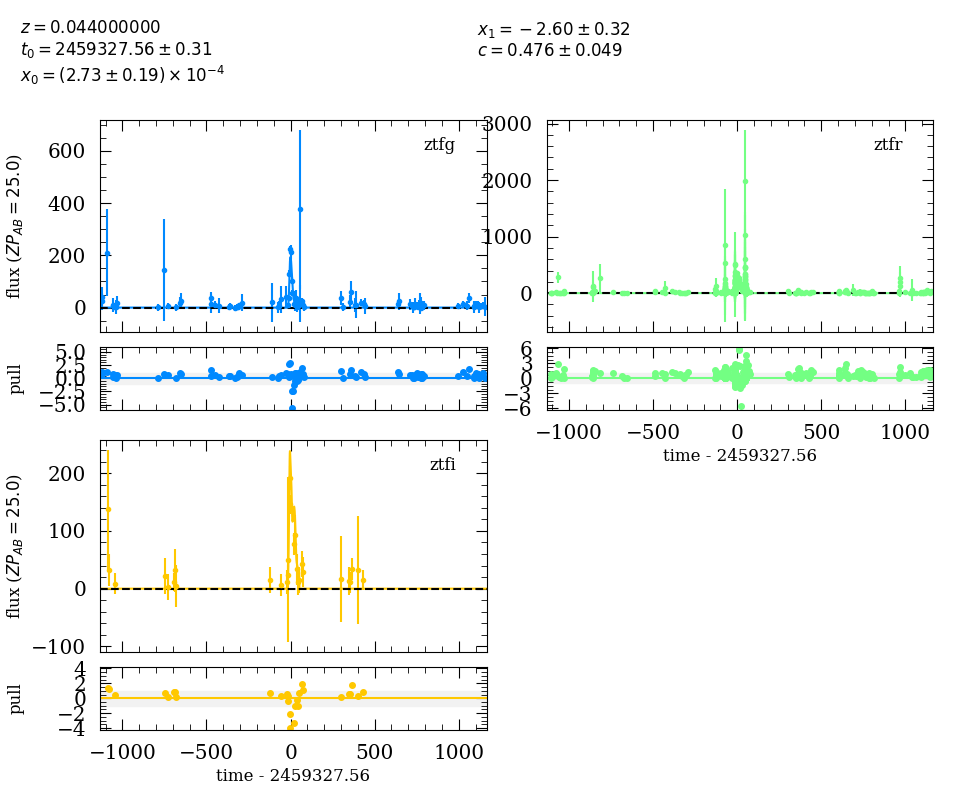 z = 0.044000000
t₀ = 2459327.56 ± 0.31
x₀ = (2.73 ± 0.19) × 10⁻⁴
x₁ = −2.60 ± 0.32
c = 0.476 ± 0.049
ztfg
flux (ZP_AB = 25.0)
600
400
200
0
pull
5.0
2.5
0.0
−2.5
−5.0
ztfr
3000
2000
1000
0
6
3
0
−3
−6
−1000 −500 0 500 1000
time - 2459327.56
ztfi
flux (ZP_AB = 25.0)
200
100
0
−100
pull
4
2
0
−2
−4
−1000 −500 0 500 1000
time - 2459327.56